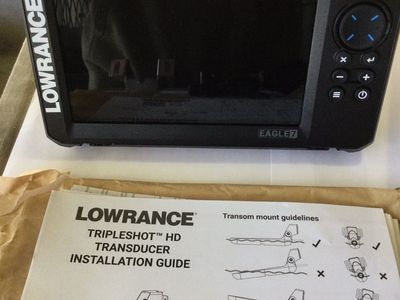 LOWRANCE
EAGLE7
LOWRANCE
TRIPLESHOT™ HD
TRANSDUCER
INSTALLATION GUIDE
Transom mount guidelines